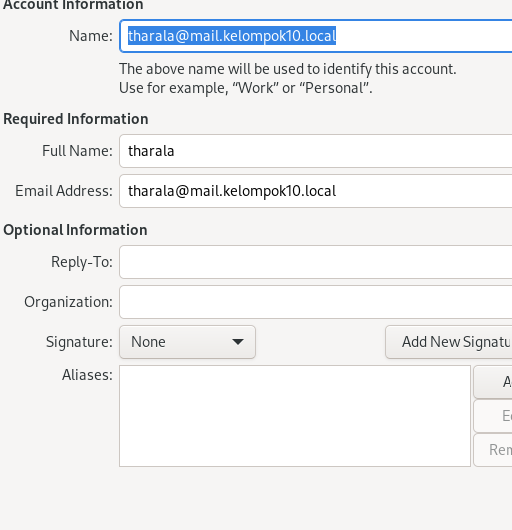 Account Information
Name: tharala@mail.kelompok10.local
The above name will be used to identify this account.
Use for example, “Work” or “Personal”.
Required Information
Full Name: tharala
Email Address: tharala@mail.kelompok10.local
Optional Information
Reply-To:
Organization:
Signature: None Add New Signatu
Aliases: A
Ed
Rem